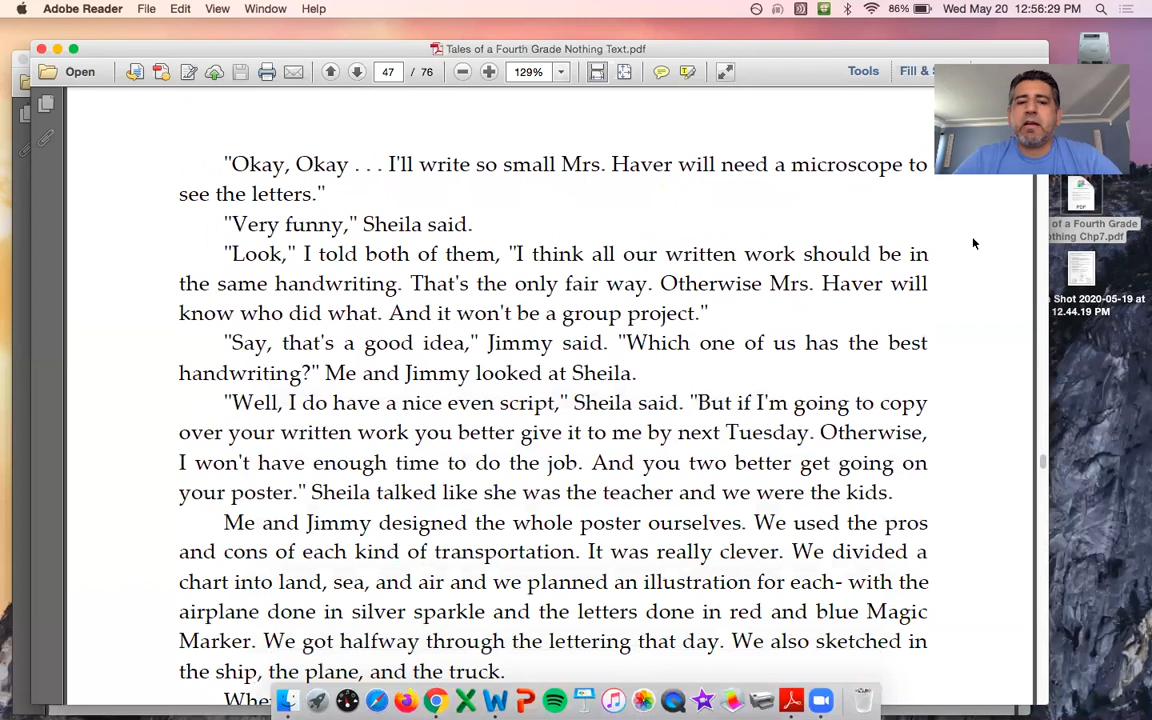 Adobe Reader File Edit View Window Help 86% Wed May 20 12:56:29 PM
Tales of a Fourth Grade Nothing Text.pdf
Open 47 / 76 129% Tools Fill &
"Okay, Okay . . . I'll write so small Mrs. Haver will need a microscope to
see the letters."
"Very funny," Sheila said.
"Look," I told both of them, "I think all our written work should be in
the same handwriting. That's the only fair way. Otherwise Mrs. Haver will
know who did what. And it won't be a group project."
"Say, that's a good idea," Jimmy said. "Which one of us has the best
handwriting?" Me and Jimmy looked at Sheila.
"Well, I do have a nice even script," Sheila said. "But if I'm going to copy
over your written work you better give it to me by next Tuesday. Otherwise,
I won't have enough time to do the job. And you two better get going on
your poster." Sheila talked like she was the teacher and we were the kids.
Me and Jimmy designed the whole poster ourselves. We used the pros
and cons of each kind of transportation. It was really clever. We divided a
chart into land, sea, and air and we planned an illustration for each- with the
airplane done in silver sparkle and the letters done in red and blue Magic
Marker. We got halfway through the lettering that day. We also sketched in
the ship, the plane, and the truck.
PDF
of a Fourth Grade
Nothing Chp7.pdf
Shot 2020-05-19 at
12.44.19 PM